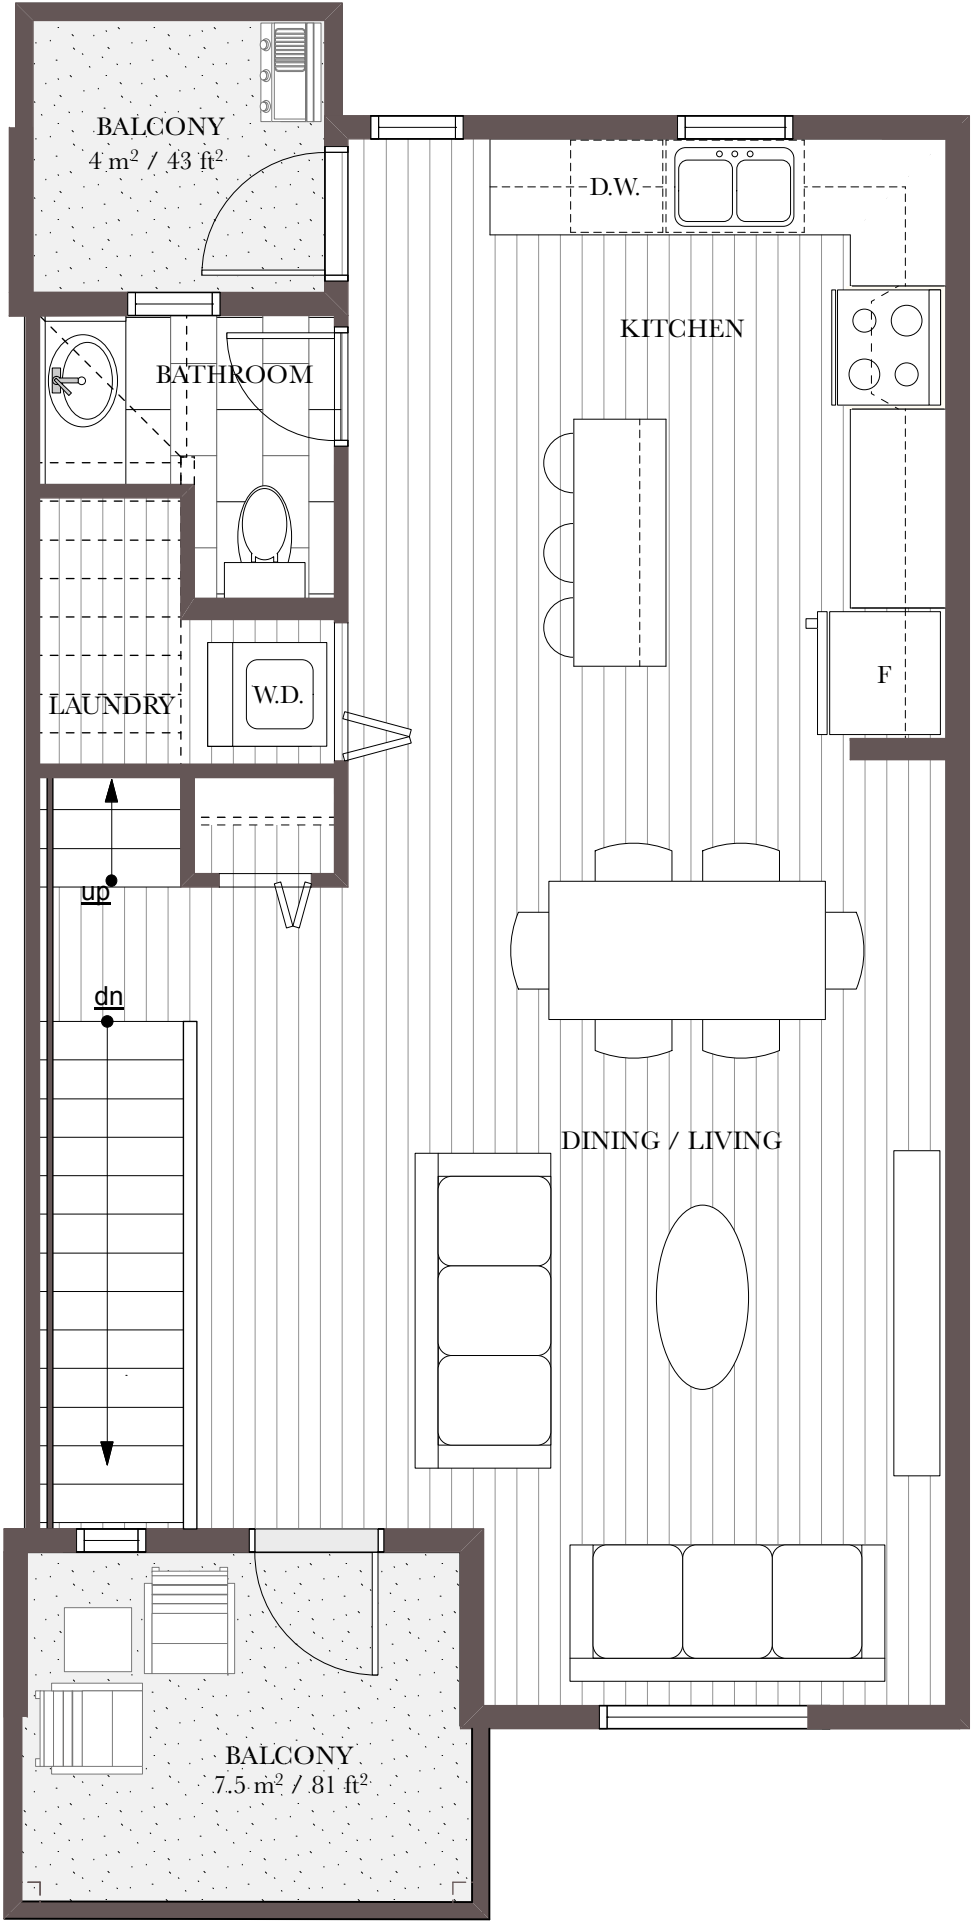 BALCONY
4 m² / 43 ft²
D.W.
KITCHEN
BATHROOM
F
W.D.
LAUNDRY
up
dn
DINING / LIVING
BALCONY
7.5 m² / 81 ft²